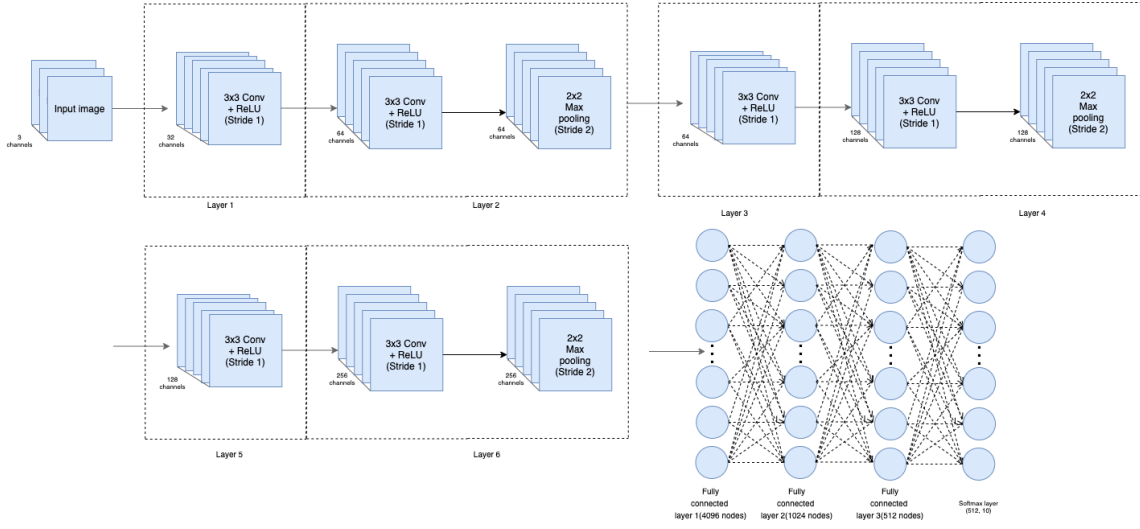 Input image
3
channels
3x3 Conv
+ ReLU
(Stride 1)
32
channels
3x3 Conv
+ ReLU
(Stride 1)
64
channels
2x2
Max
pooling
(Stride 2)
64
channels
3x3 Conv
+ ReLU
(Stride 1)
64
channels
3x3 Conv
+ ReLU
(Stride 1)
128
channels
2x2
Max
pooling
(Stride 2)
128
channels
Layer 1
Layer 2
Layer 3
Layer 4
3x3 Conv
+ ReLU
(Stride 1)
128
channels
3x3 Conv
+ ReLU
(Stride 1)
256
channels
2x2
Max
pooling
(Stride 2)
256
channels
Layer 5
Layer 6
Fully
connected
layer 1(4096 nodes)
Fully
connected
layer 2(1024 nodes)
Fully
connected
layer 3(512 nodes)
Softmax layer
(512, 10)